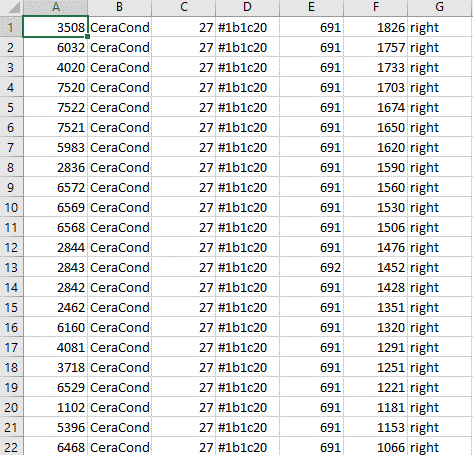 A B C D E F G
1 3508 CeraCond 27 #1b1c20 691 1826 right
2 6032 CeraCond 27 #1b1c20 691 1757 right
3 4020 CeraCond 27 #1b1c20 691 1733 right
4 7520 CeraCond 27 #1b1c20 691 1703 right
5 7522 CeraCond 27 #1b1c20 691 1674 right
6 7521 CeraCond 27 #1b1c20 691 1650 right
7 5983 CeraCond 27 #1b1c20 691 1620 right
8 2836 CeraCond 27 #1b1c20 691 1590 right
9 6572 CeraCond 27 #1b1c20 691 1560 right
10 6569 CeraCond 27 #1b1c20 691 1530 right
11 6568 CeraCond 27 #1b1c20 691 1506 right
12 2844 CeraCond 27 #1b1c20 691 1476 right
13 2843 CeraCond 27 #1b1c20 692 1452 right
14 2842 CeraCond 27 #1b1c20 691 1428 right
15 2462 CeraCond 27 #1b1c20 691 1351 right
16 6160 CeraCond 27 #1b1c20 691 1320 right
17 4081 CeraCond 27 #1b1c20 691 1291 right
18 3718 CeraCond 27 #1b1c20 691 1251 right
19 6529 CeraCond 27 #1b1c20 691 1221 right
20 1102 CeraCond 27 #1b1c20 691 1181 right
21 5396 CeraCond 27 #1b1c20 691 1153 right
22 6468 CeraCond 27 #1b1c20 691 1066 right